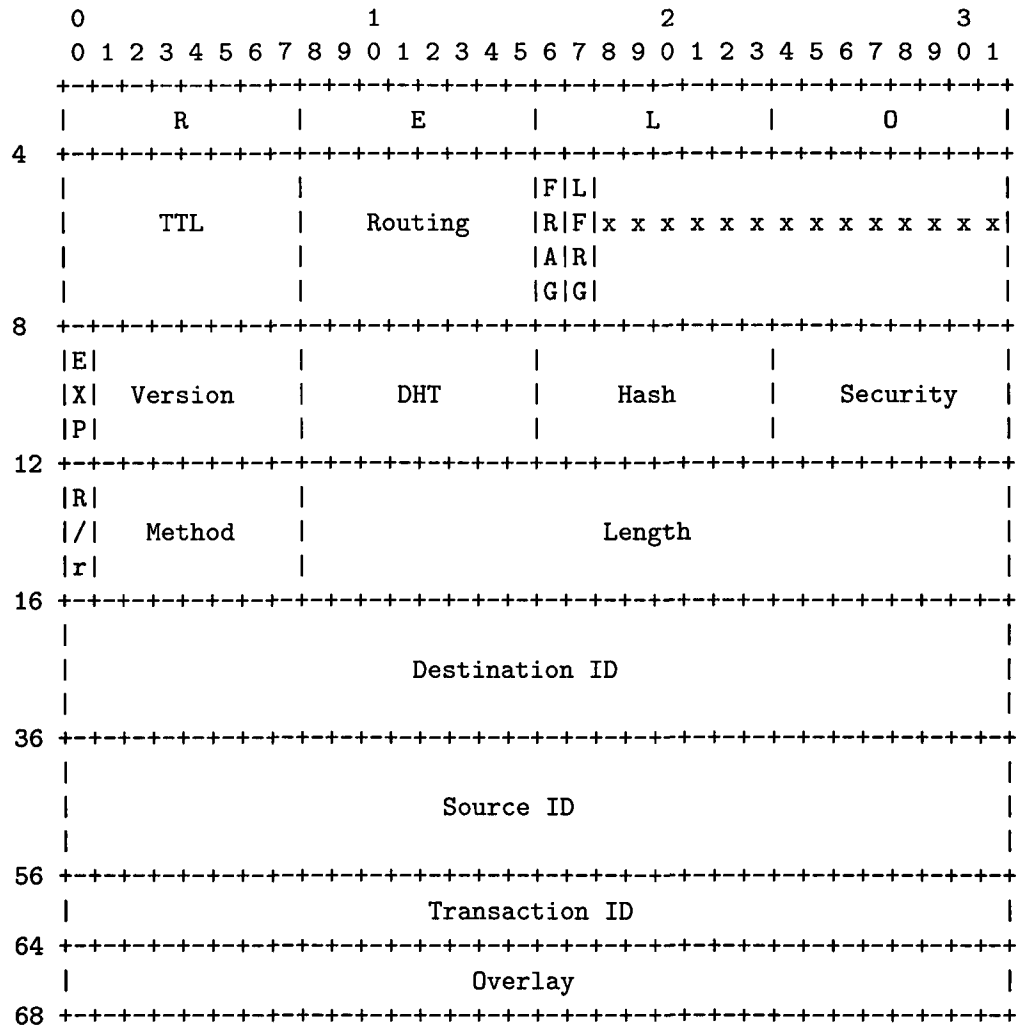 0                   1                   2                   3
0 1 2 3 4 5 6 7 8 9 0 1 2 3 4 5 6 7 8 9 0 1 2 3 4 5 6 7 8 9 0 1
+-+-+-+-+-+-+-+-+-+-+-+-+-+-+-+-+-+-+-+-+-+-+-+-+-+-+-+-+-+-+-+-+
| R | E | L | O |
4 +-+-+-+-+-+-+-+-+-+-+-+-+-+-+-+-+-+-+-+-+-+-+-+-+-+-+-+-+-+-+-+-+
| | |F|L| |
| TTL | Routing |R|F|x x x x x x x x x x x x x x|
| | |A|R| |
| | |G|G| |
8 +-+-+-+-+-+-+-+-+-+-+-+-+-+-+-+-+-+-+-+-+-+-+-+-+-+-+-+-+-+-+-+-+
|E| | | | |
|X| Version | DHT | Hash | Security |
|P| | | | |
12 +-+-+-+-+-+-+-+-+-+-+-+-+-+-+-+-+-+-+-+-+-+-+-+-+-+-+-+-+-+-+-+-+
|R| | |
|/| Method | Length |
|r| | |
16 +-+-+-+-+-+-+-+-+-+-+-+-+-+-+-+-+-+-+-+-+-+-+-+-+-+-+-+-+-+-+-+-+
| |
| Destination ID |
| |
36 +-+-+-+-+-+-+-+-+-+-+-+-+-+-+-+-+-+-+-+-+-+-+-+-+-+-+-+-+-+-+-+-+
| |
| Source ID |
| |
56 +-+-+-+-+-+-+-+-+-+-+-+-+-+-+-+-+-+-+-+-+-+-+-+-+-+-+-+-+-+-+-+-+
| Transaction ID |
64 +-+-+-+-+-+-+-+-+-+-+-+-+-+-+-+-+-+-+-+-+-+-+-+-+-+-+-+-+-+-+-+-+
| Overlay |
68 +-+-+-+-+-+-+-+-+-+-+-+-+-+-+-+-+-+-+-+-+-+-+-+-+-+-+-+-+-+-+-+-+